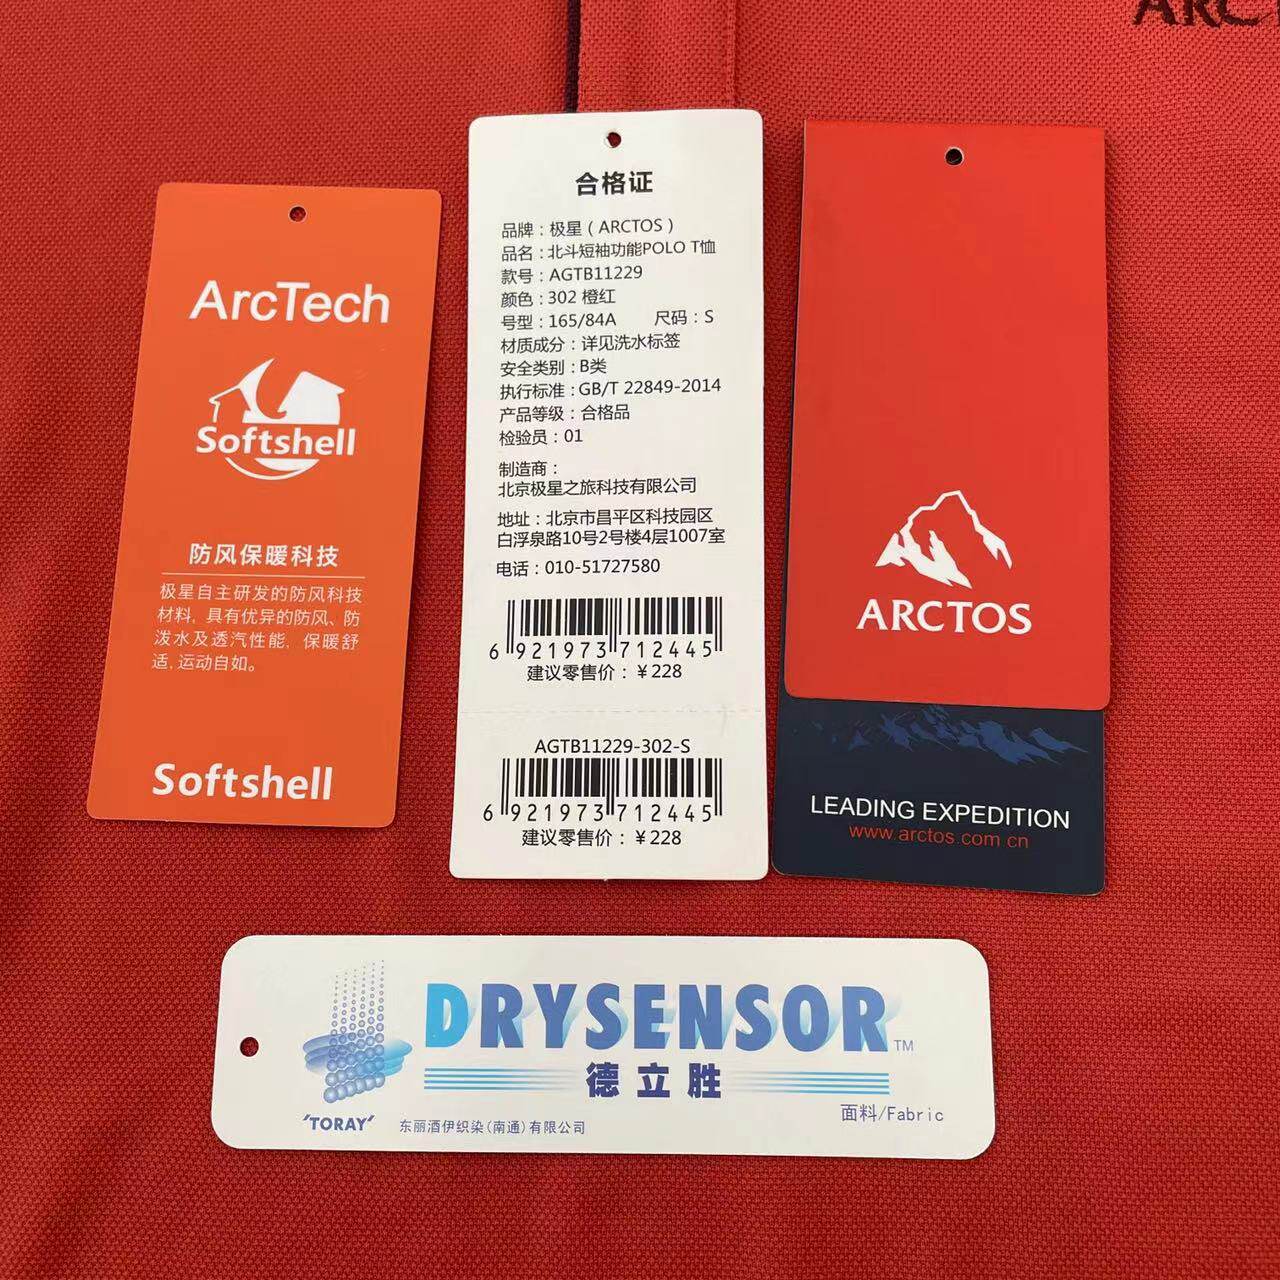 ARC
ArcTech
Softshell
防风保暖科技
极星自主研发的防风科技
材料, 具有优异的防风、防
泼水及透汽性能, 保暖舒
适, 运动自如。
Softshell
合格证
品牌：极星（ARCTOS）
品名：北斗短袖功能POLO T恤
款号：AGTB11229
颜色：302 橙红
号型：165/84A 尺码：S
材质成分：详见洗水标签
安全类别：B类
执行标准：GB/T 22849-2014
产品等级：合格品
检验员：01
制造商：
北京极星之旅科技有限公司
地址：北京市昌平区科技园区
白浮泉路10号2号楼4层1007室
电话：010-51727580
6 921973 712445
建议零售价：￥228
AGTB11229-302-S
6 921973 712445
建议零售价：￥228
ARCTOS
LEADING EXPEDITION
www.arctos.com.cn
DRYSENSOR™
德立胜
'TORAY'
东丽酒伊织染(南通)有限公司
面料/Fabric